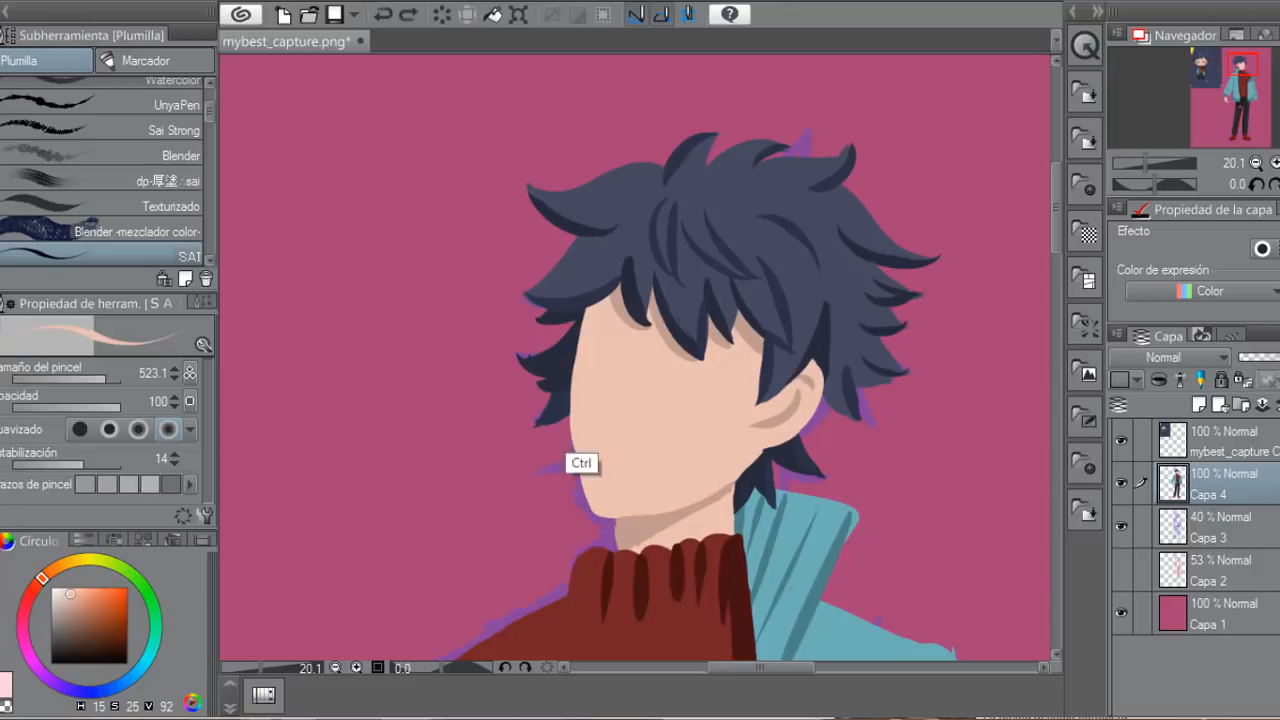 Subherramienta [Plumilla]
Plumilla
Marcador
Watercolor
UnyaPen
Sai Strong
Blender
dp-厚塗.sai
Texturizado
Blender -mezclador color-
SAI
Propiedad de herram. [S A
amaño del pincel
523.1
opacidad
100
uavizado
stabilización
14
azos de pincel
Círculo
H 15 S 25 V 92
mybest_capture.png*
?
Ctrl
20.1
0.0
Navegador
20.1
0.0
Propiedad de la capa
Efecto
Color de expresión
Color
Capa
Normal
100 % Normal
mybest_capture C
100 % Normal
Capa 4
40 % Normal
Capa 3
53 % Normal
Capa 2
100 % Normal
Capa 1